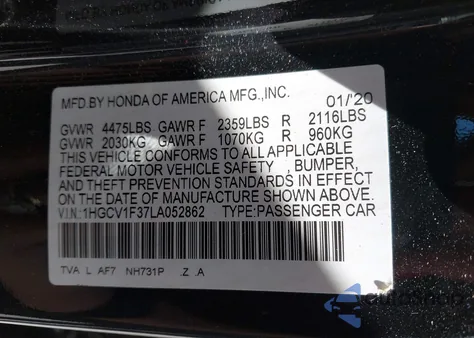 MFD.BY HONDA OF AMERICA MFG.,INC. 01/'20
GVWR 4475LBS GAWR F 2359LBS R 2116LBS
GVWR 2030KG GAWR F 1070KG R 960KG
THIS VEHICLE CONFORMS TO ALL APPLICABLE
FEDERAL MOTOR VEHICLE SAFETY , BUMPER,
AND THEFT PREVENTION STANDARDS IN EFFECT
ON THE DATE OF MANUFACTURE SHOWN ABOVE.
V.I.N:1HGCV1F37LA052862 TYPE:PASSENGER CAR
TVA L AF7 NH731P .Z .A